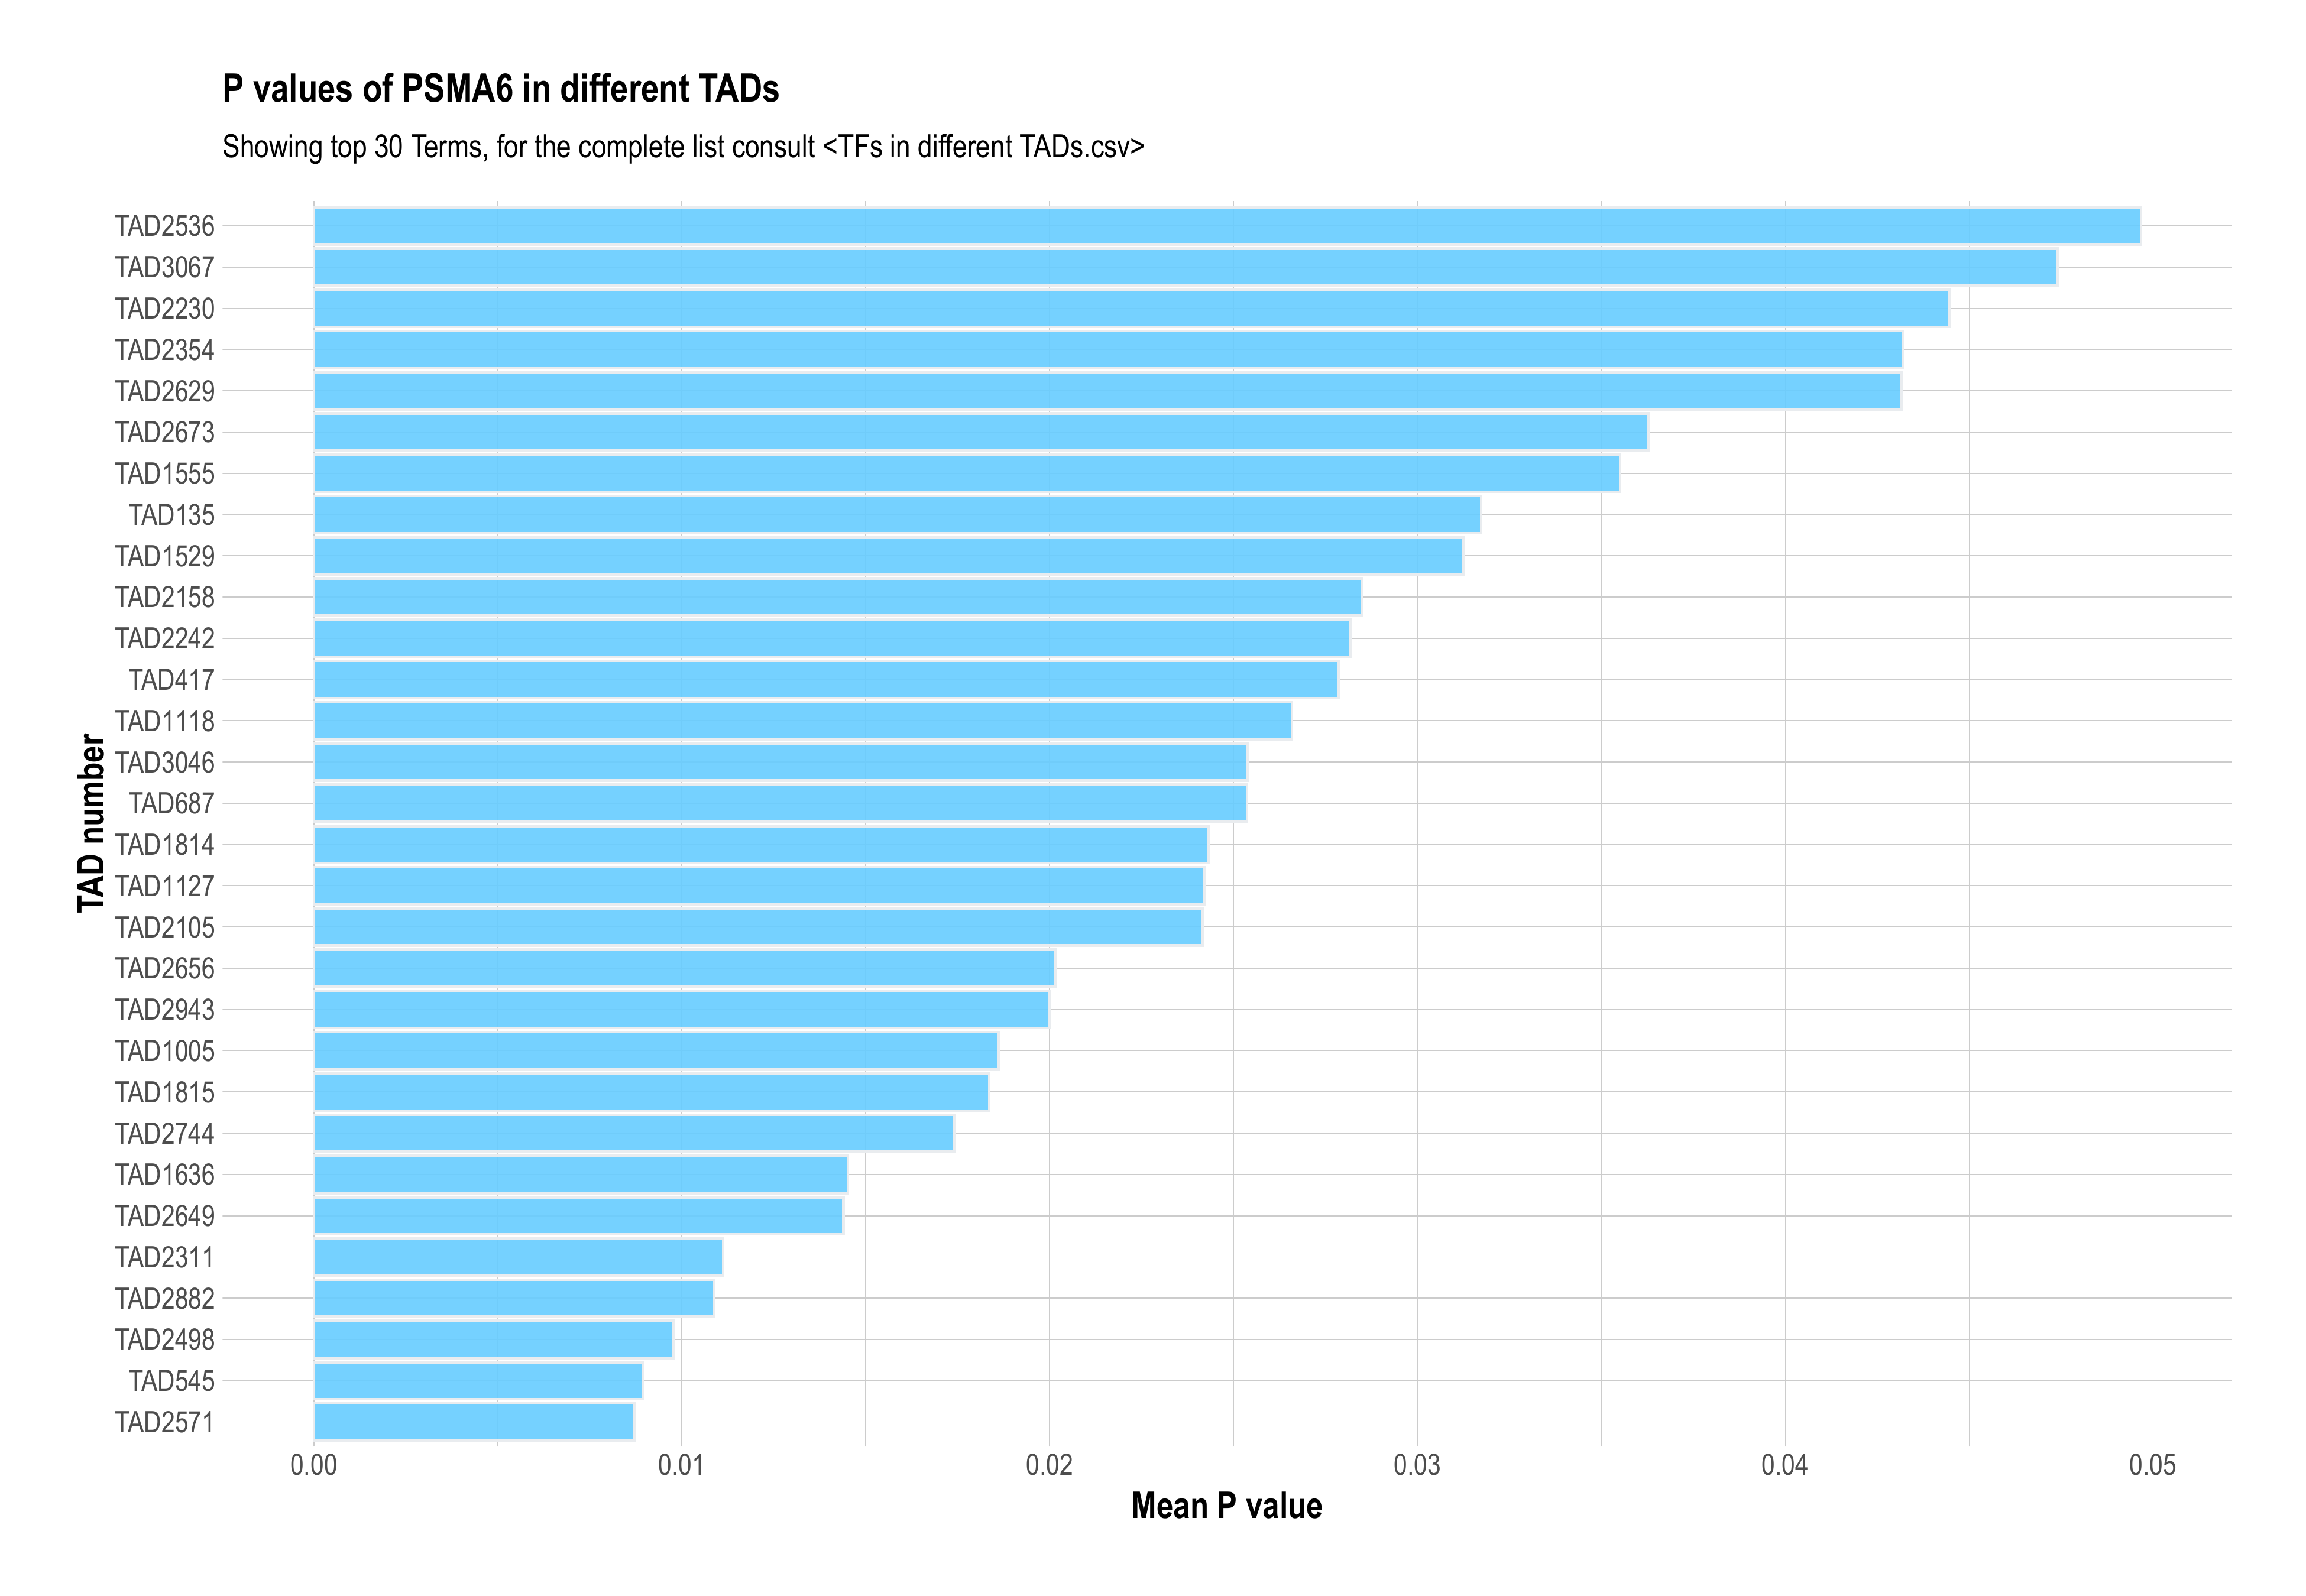 P values of PSMA6 in different TADs
Showing top 30 Terms, for the complete list consult <TFs in different TADs.csv>
TAD number
TAD2536
TAD3067
TAD2230
TAD2354
TAD2629
TAD2673
TAD1555
TAD135
TAD1529
TAD2158
TAD2242
TAD417
TAD1118
TAD3046
TAD687
TAD1814
TAD1127
TAD2105
TAD2656
TAD2943
TAD1005
TAD1815
TAD2744
TAD1636
TAD2649
TAD2311
TAD2882
TAD2498
TAD545
TAD2571
0.00 0.01 0.02 0.03 0.04 0.05
Mean P value